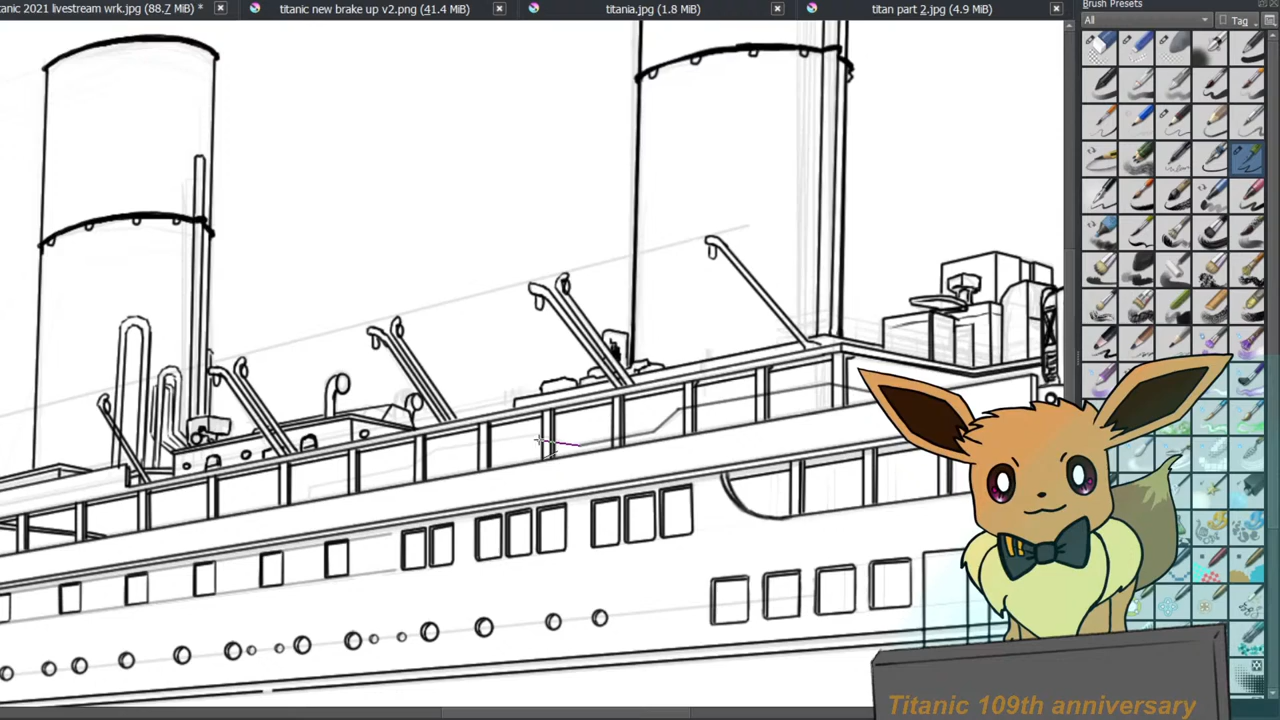 tanic 2021 livestream wrk.jpg (88.7 MiB) *
titanic new brake up v2.png (41.4 MiB)
titania.jpg (1.8 MiB)
titan part 2.jpg (4.9 MiB)
Brush Presets
All
Tag
Titanic 109th anniversary